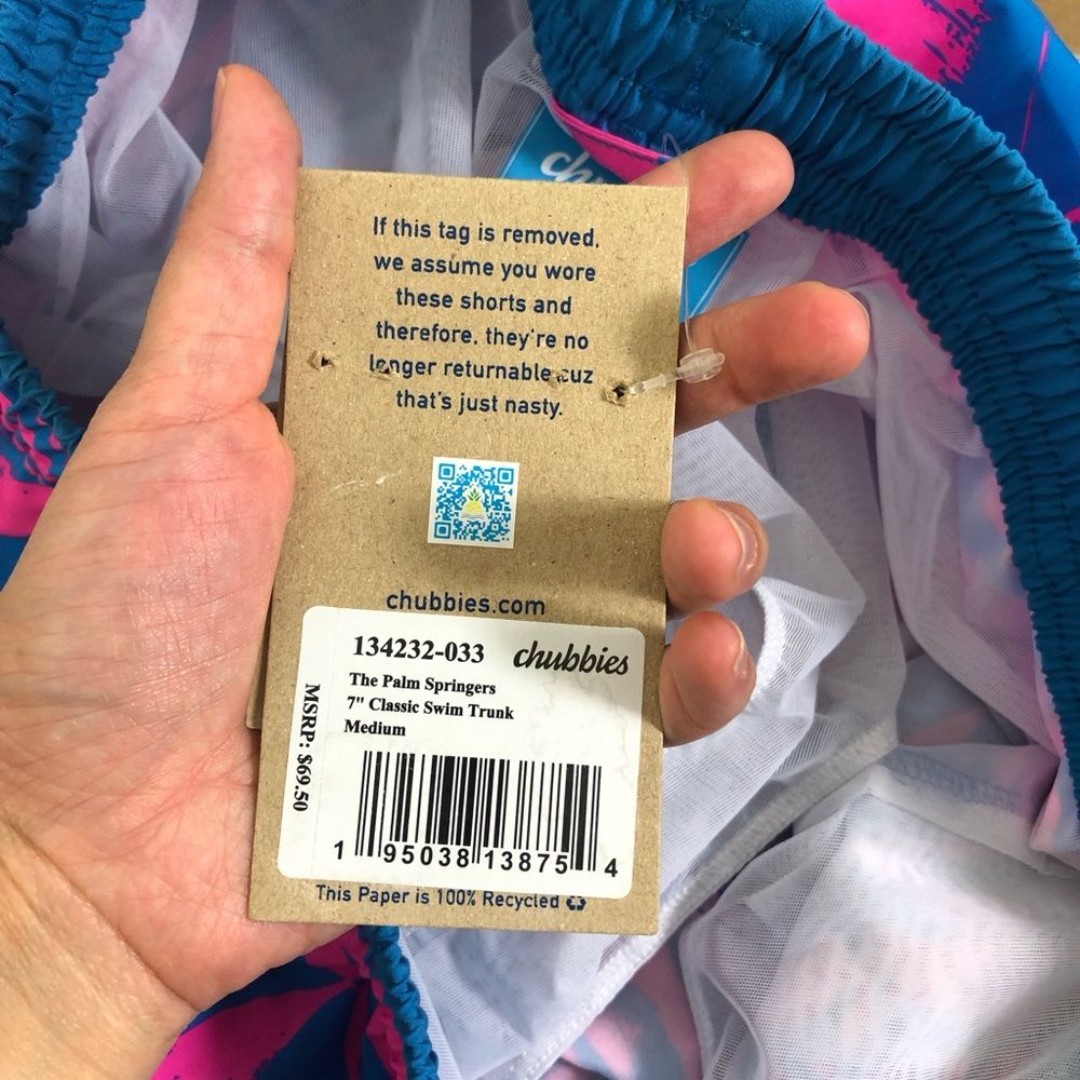 If this tag is removed,
we assume you wore
these shorts and
therefore, they're no
longer returnable cuz
that's just nasty.
chubbies.com
134232-033 chubbies
The Palm Springers
7" Classic Swim Trunk
Medium
MSRP: $69.50
1 95038 13875 4
This Paper is 100% Recycled